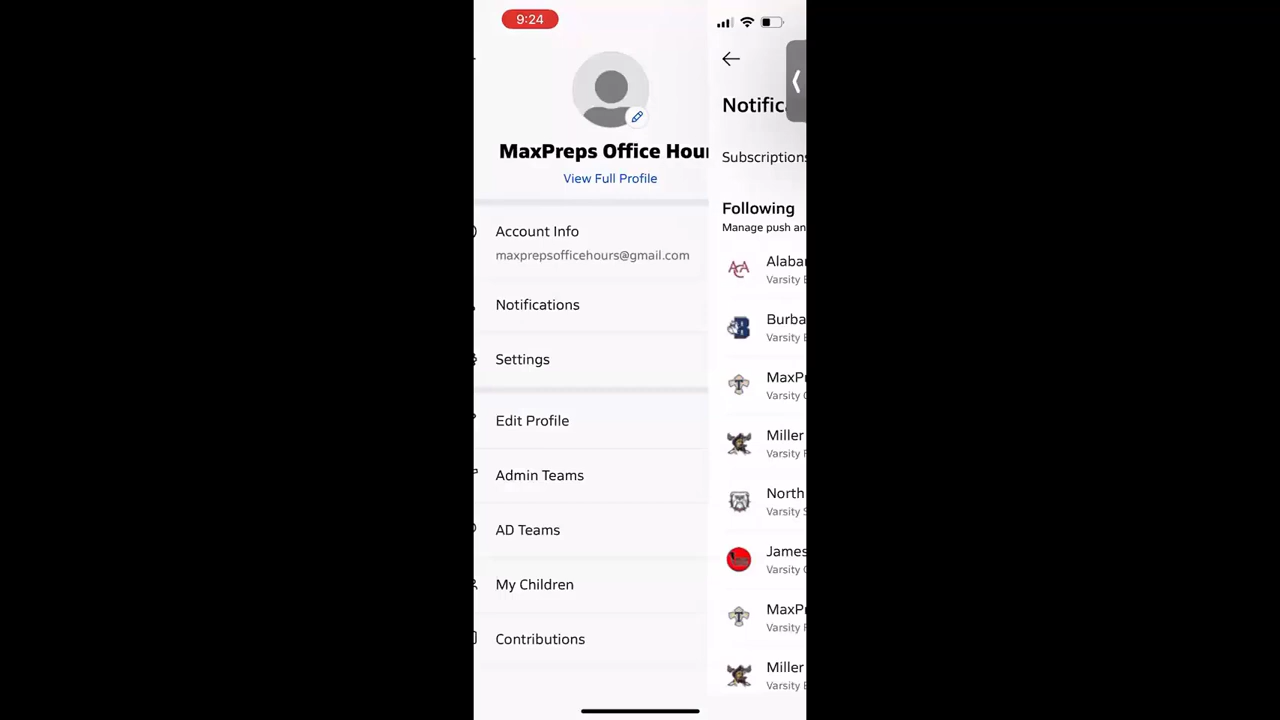 9:24
MaxPreps Office Hour
View Full Profile
Account Info
maxprepsofficehours@gmail.com
Notifications
Settings
Edit Profile
Admin Teams
AD Teams
My Children
Contributions
Notific
Subscriptions
Following
Manage push an
Alabar
Varsity
Burba
Varsity
MaxPr
Varsity
Miller
Varsity
North
Varsity
James
Varsity
MaxPr
Varsity
Miller
Varsity